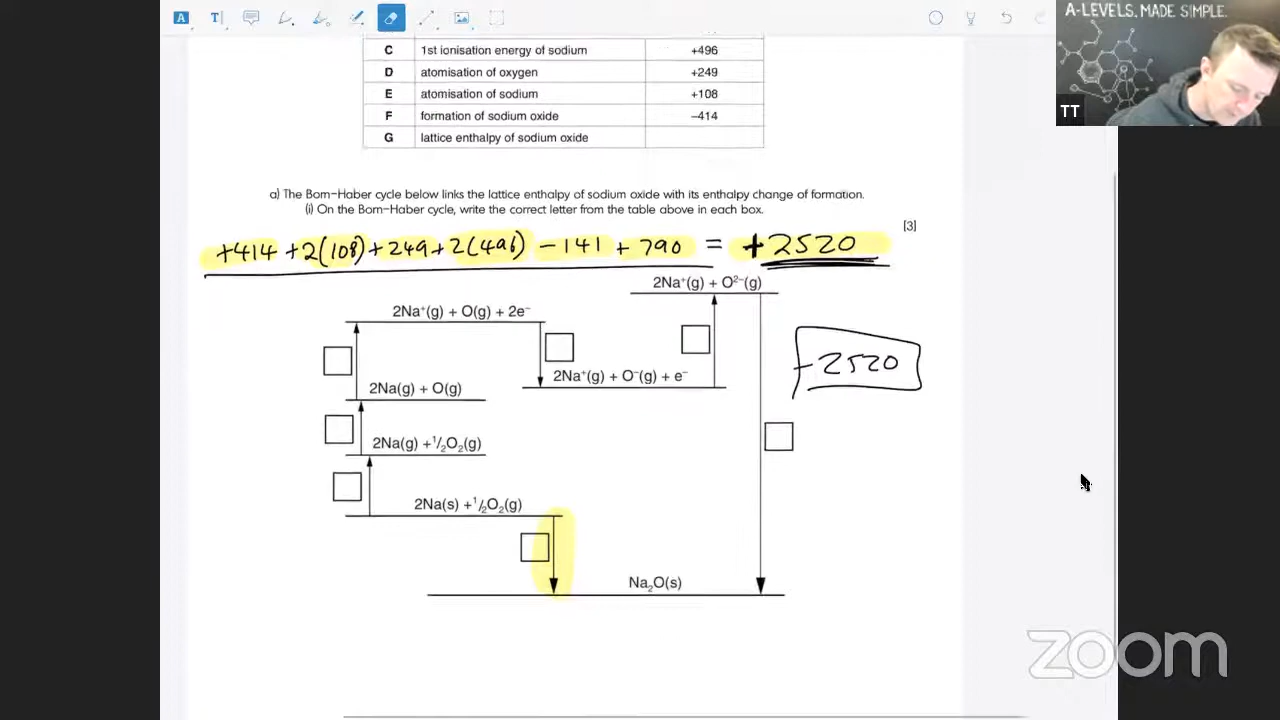 A-LEVELS. MADE SIMPLE.
TT
C 1st ionisation energy of sodium +496
D atomisation of oxygen +249
E atomisation of sodium +108
F formation of sodium oxide –414
G lattice enthalpy of sodium oxide
a) The Born–Haber cycle below links the lattice enthalpy of sodium oxide with its enthalpy change of formation.
(i) On the Born–Haber cycle, write the correct letter from the table above in each box.
[3]
+414 + 2(108) + 249 + 2(496) - 141 + 790 = +2520
2Na⁺(g) + O²⁻(g)
2Na⁺(g) + O(g) + 2e⁻
-2520
2Na⁺(g) + O⁻(g) + e⁻
2Na(g) + O(g)
2Na(g) + ¹/₂O₂(g)
2Na(s) + ¹/₂O₂(g)
Na₂O(s)
zoom